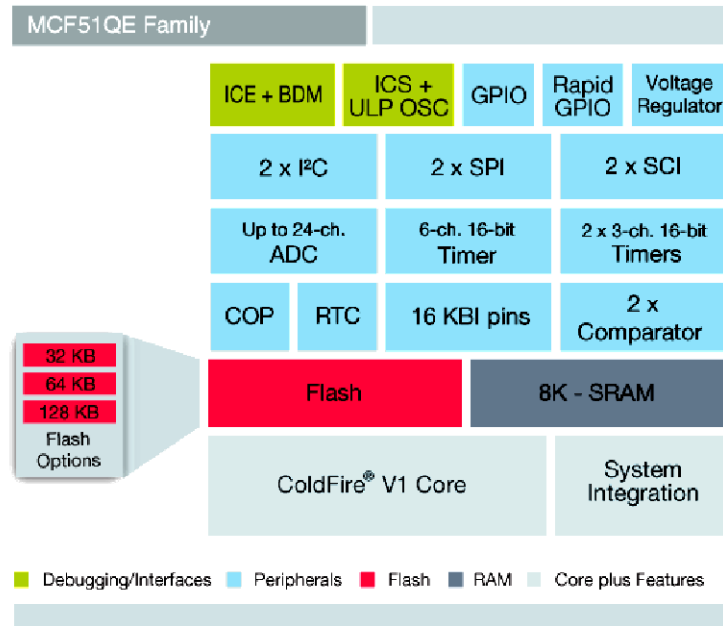 MCF51QE Family
ICE + BDM
ICS +
ULP OSC
GPIO
Rapid
GPIO
Voltage
Regulator
2 x I²C
2 x SPI
2 x SCI
Up to 24-ch.
ADC
6-ch. 16-bit
Timer
2 x 3-ch. 16-bit
Timers
COP
RTC
16 KBI pins
2 x
Comparator
32 KB
64 KB
128 KB
Flash
Options
Flash
8K - SRAM
ColdFire® V1 Core
System
Integration
Debugging/Interfaces
Peripherals
Flash
RAM
Core plus Features